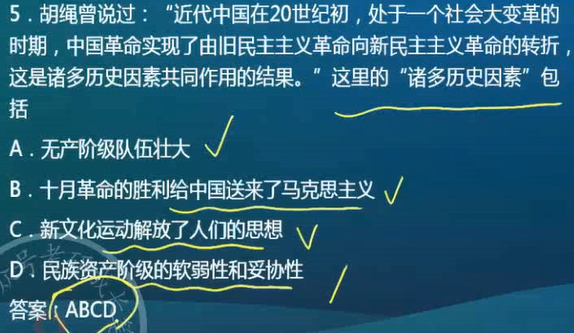 5．胡绳曾说过：“近代中国在20世纪初，处于一个社会大变革的
时期，中国革命实现了由旧民主主义革命向新民主主义革命的转折，
这是诸多历史因素共同作用的结果。”这里的“诸多历史因素”包
括
A．无产阶级队伍壮大
B．十月革命的胜利给中国送来了马克思主义
C．新文化运动解放了人们的思想
D．民族资产阶级的软弱性和妥协性
答案：ABCD